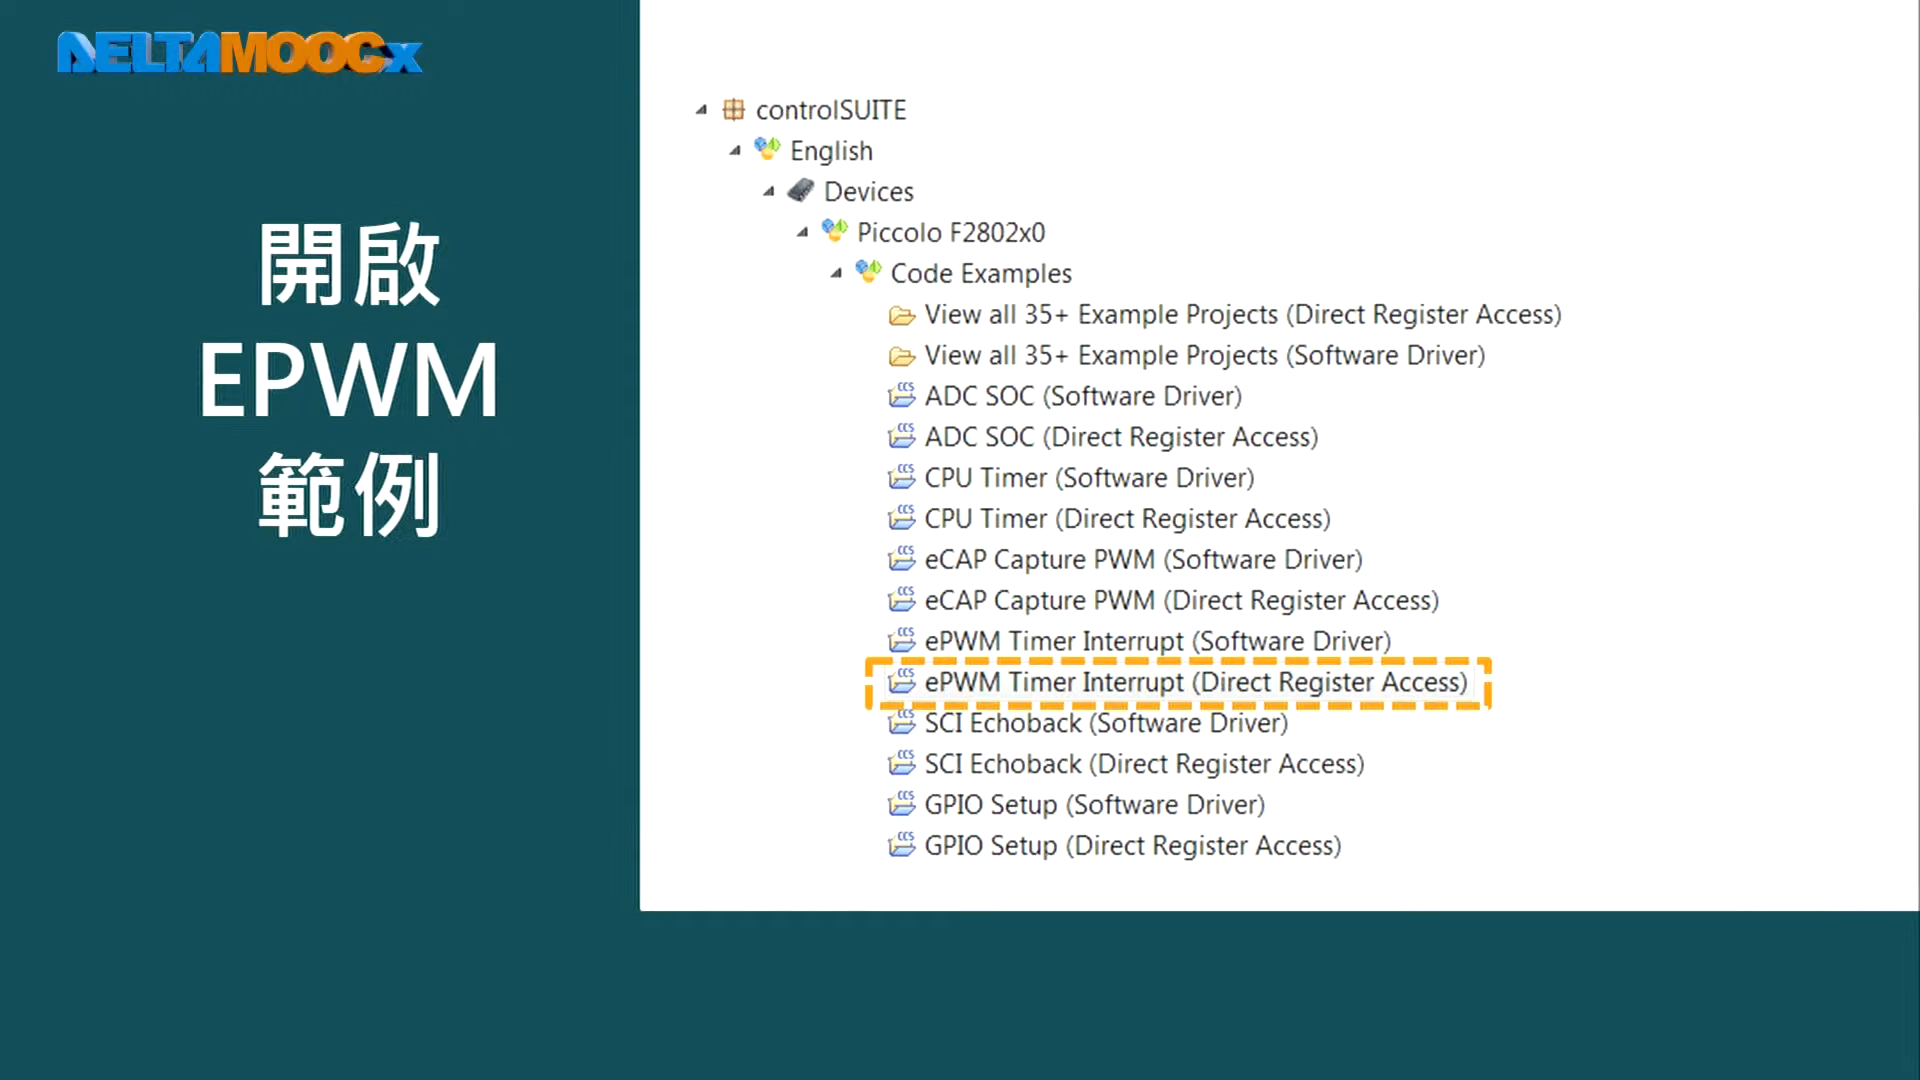 DELTAMOOCx
開啟
EPWM
範例
controlSUITE
English
Devices
Piccolo F2802x0
Code Examples
View all 35+ Example Projects (Direct Register Access)
View all 35+ Example Projects (Software Driver)
ADC SOC (Software Driver)
ADC SOC (Direct Register Access)
CPU Timer (Software Driver)
CPU Timer (Direct Register Access)
eCAP Capture PWM (Software Driver)
eCAP Capture PWM (Direct Register Access)
ePWM Timer Interrupt (Software Driver)
ePWM Timer Interrupt (Direct Register Access)
SCI Echoback (Software Driver)
SCI Echoback (Direct Register Access)
GPIO Setup (Software Driver)
GPIO Setup (Direct Register Access)